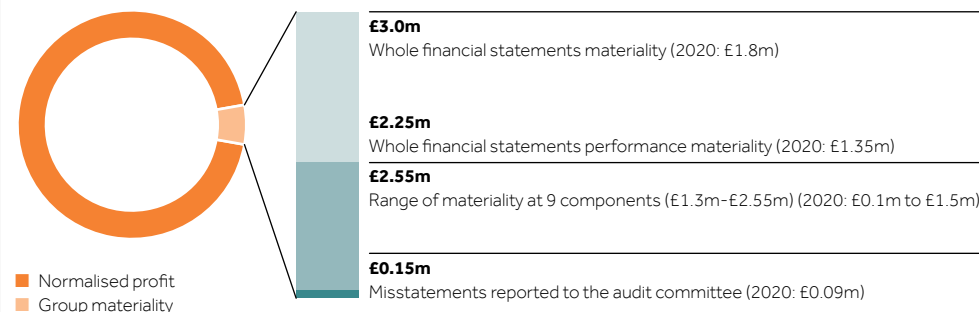 £3.0m
Whole financial statements materiality (2020: £1.8m)
£2.25m
Whole financial statements performance materiality (2020: £1.35m)
£2.55m
Range of materiality at 9 components (£1.3m-£2.55m) (2020: £0.1m to £1.5m)
£0.15m
Misstatements reported to the audit committee (2020: £0.09m)
Normalised profit
Group materiality